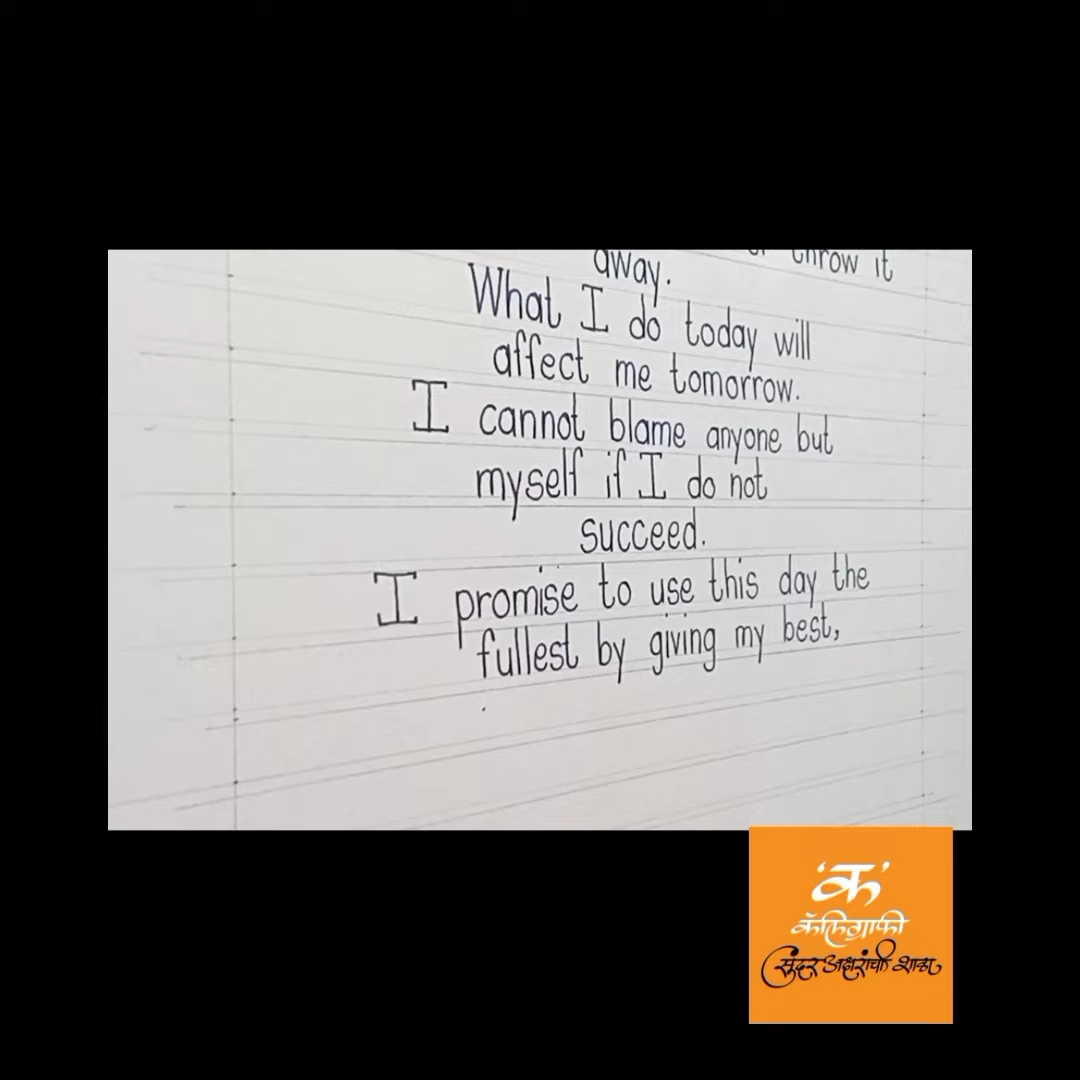 throw it
away.
What I do today will
affect me tomorrow.
I cannot blame anyone but
myself if I do not
succeed.
I promise to use this day the
fullest by giving my best,
'क'
कॅलिग्राफी
सुंदर अक्षरांची शाळा